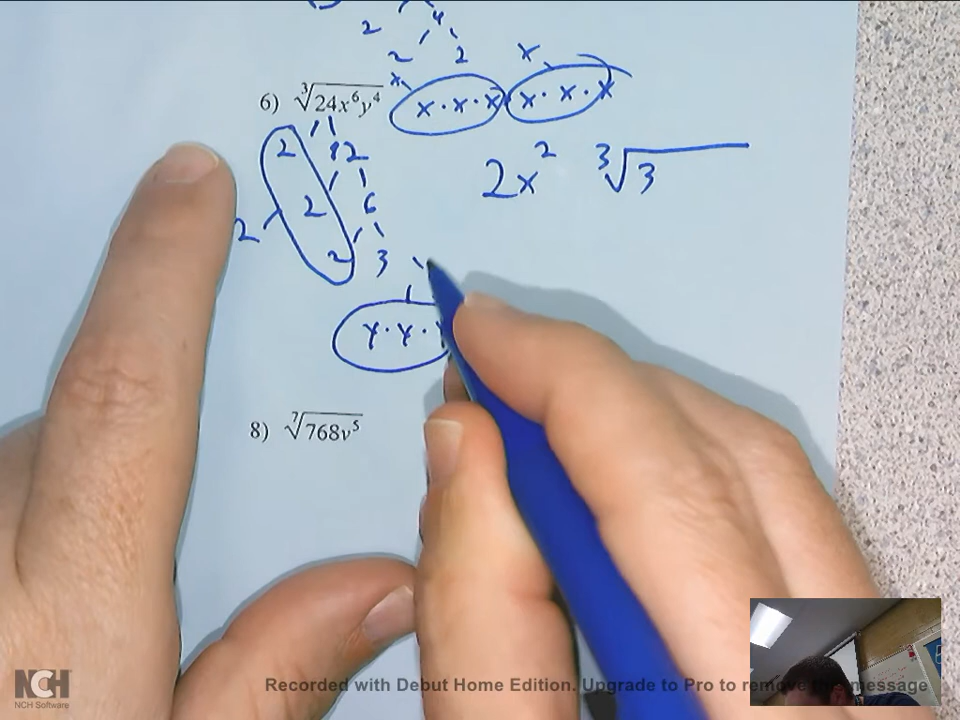 2 4
2 2 x
6) ∛24x⁶y⁴ x x·x·x x·x·x
2 12 2x² ∛3
2 6
2 2 3
y·y·
8) ⁷√768v⁵
NCH
NCH Software
Recorded with Debut Home Edition. Upgrade to Pro to remove this message